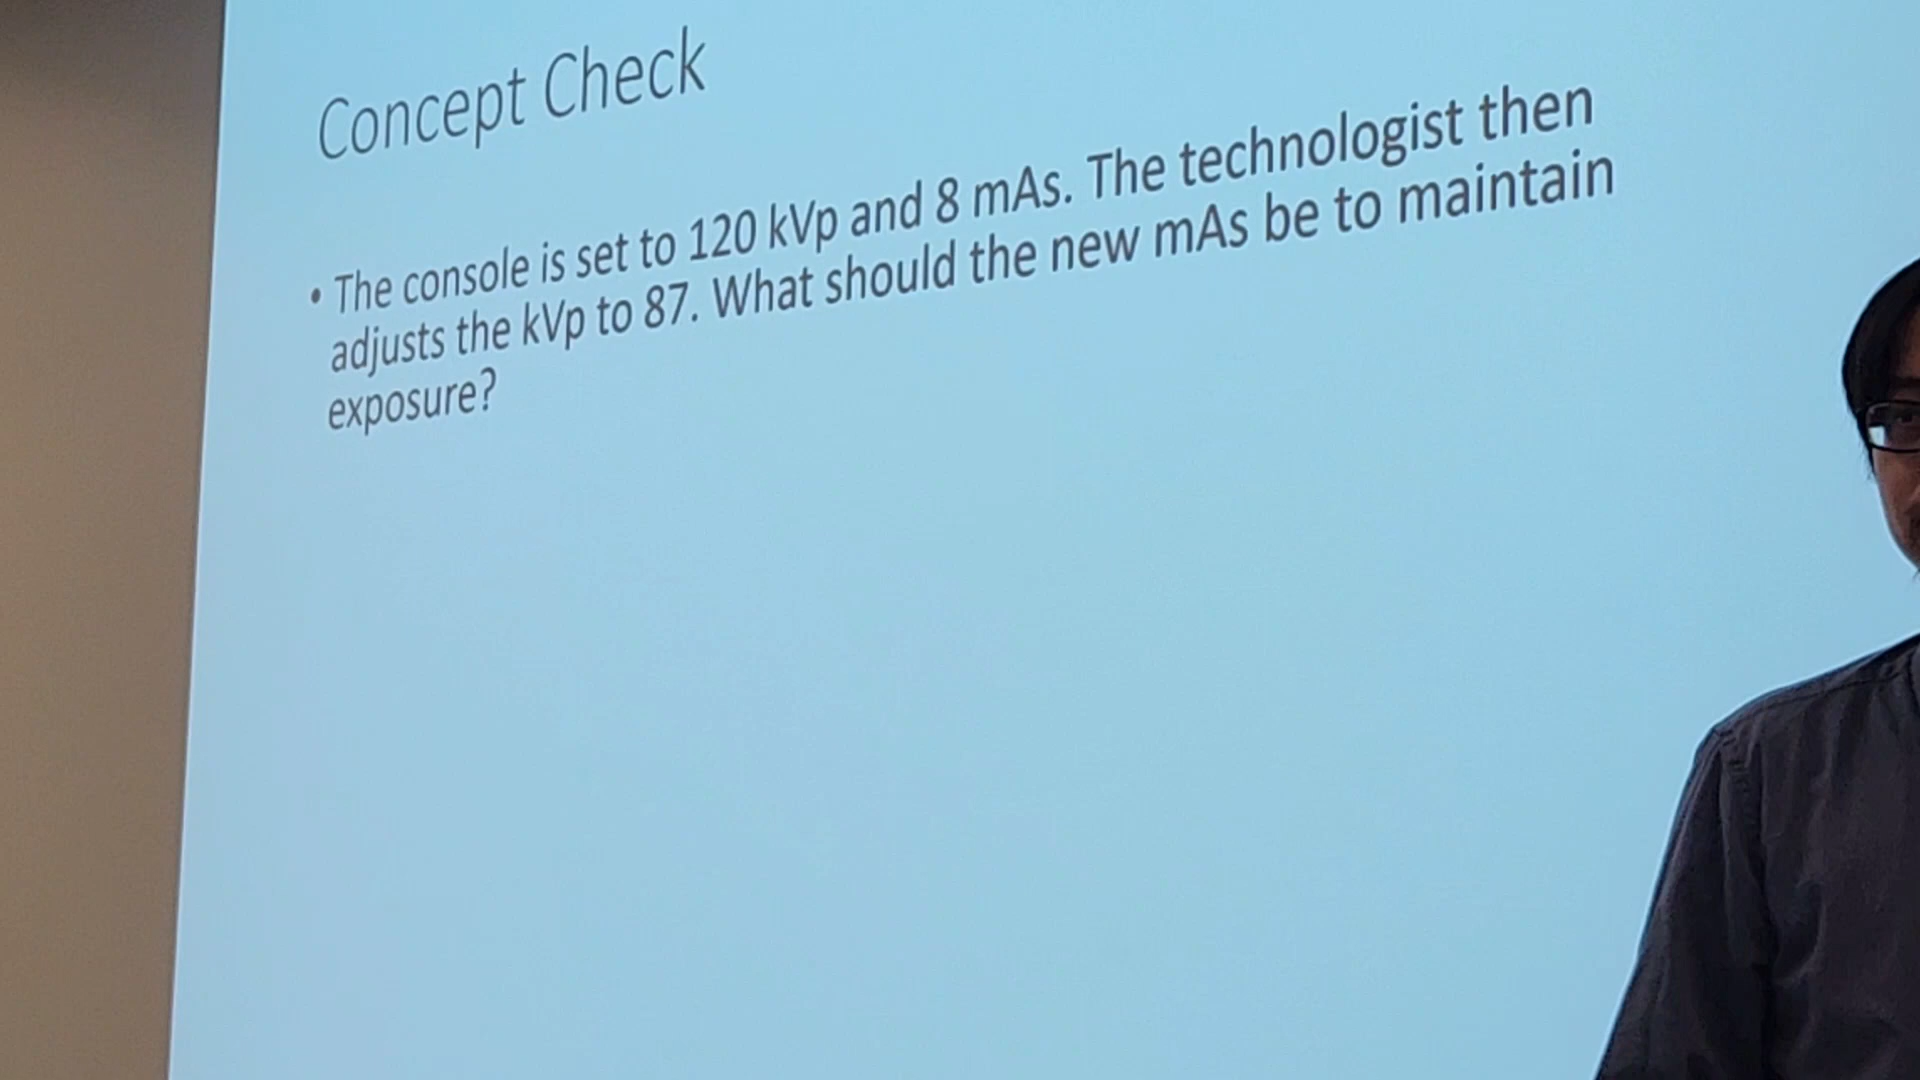 Concept Check
• The console is set to 120 kVp and 8 mAs. The technologist then
adjusts the kVp to 87. What should the new mAs be to maintain
exposure?